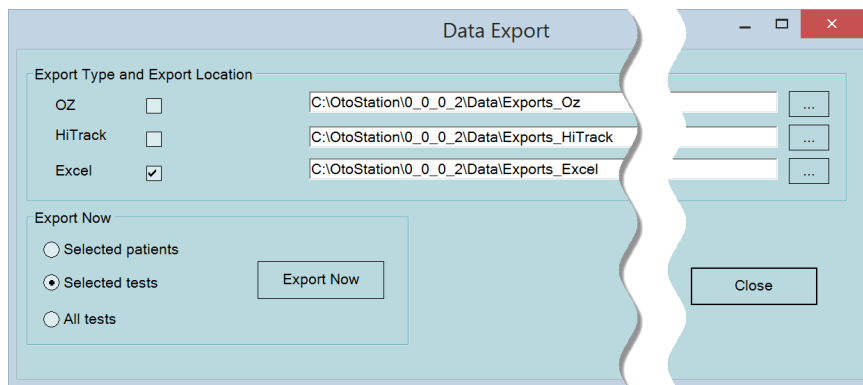 Data Export
Export Type and Export Location
OZ C:\OtoStation\0_0_0_2\Data\Exports_Oz ...
HiTrack C:\OtoStation\0_0_0_2\Data\Exports_HiTrack ...
Excel C:\OtoStation\0_0_0_2\Data\Exports_Excel ...
Export Now
Selected patients
Selected tests Export Now Close
All tests